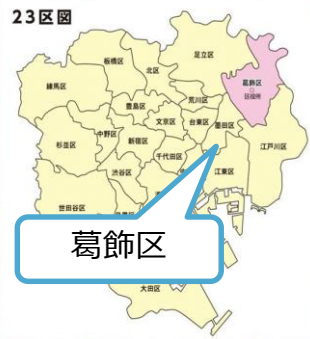 23区図
足立区
板橋区
北区
葛飾区
区役所
練馬区
荒川区
豊島区
文京区
台東区
墨田区
中野区
杉並区
新宿区
江戸川区
千代田区
渋谷区
江東区
世田谷区
葛飾区
大田区